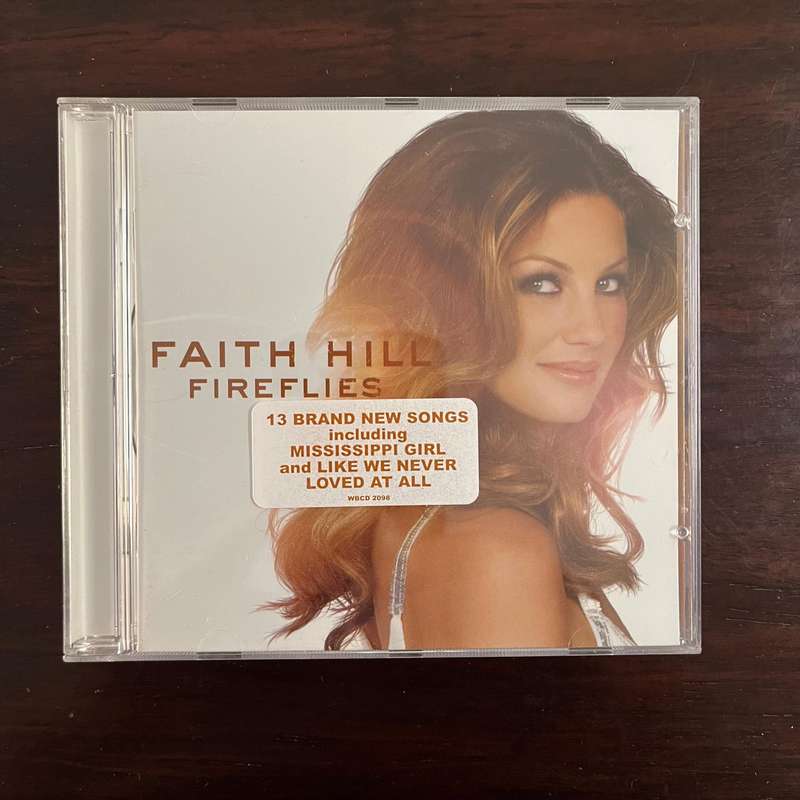 FAITH HILL
FIREFLIES
13 BRAND NEW SONGS
including
MISSISSIPPI GIRL
and LIKE WE NEVER
LOVED AT ALL
WBCD 2098